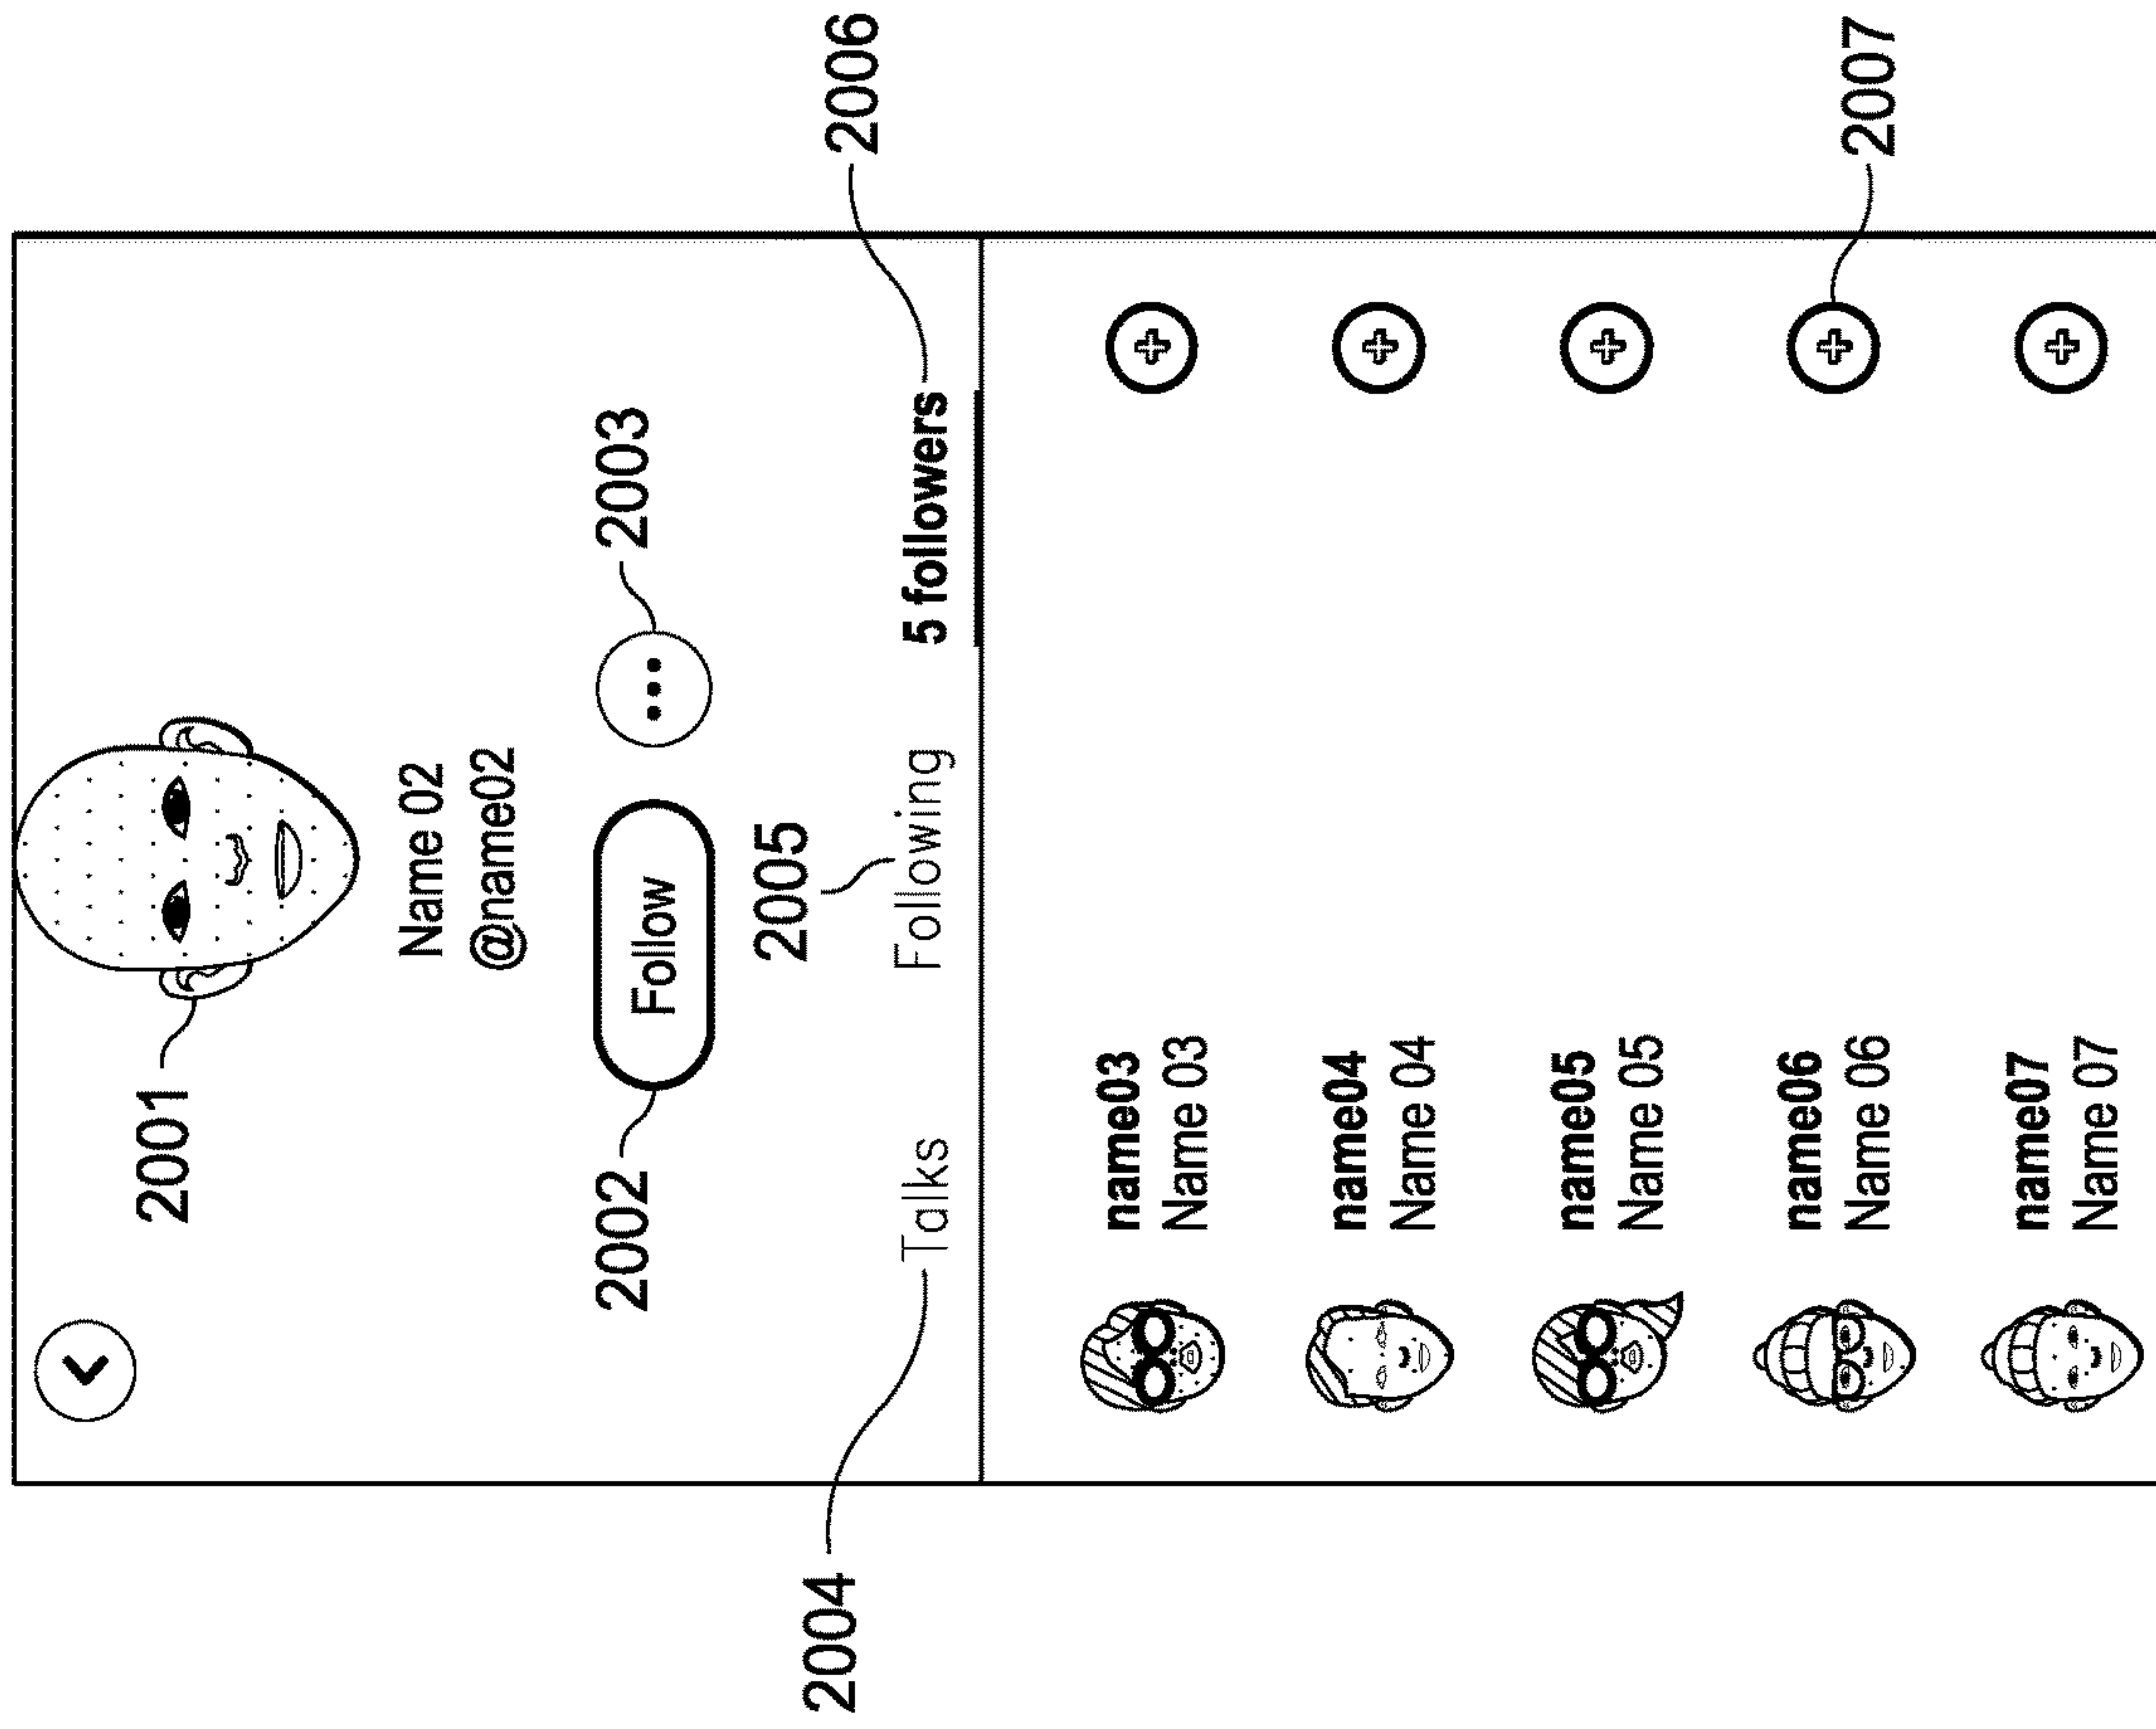 2001
Name 02
@name02
2002
Follow
2003
2005
2004
Talks
Following
5 followers
2006
name03
Name 03
name04
Name 04
name05
Name 05
name06
Name 06
2007
name07
Name 07